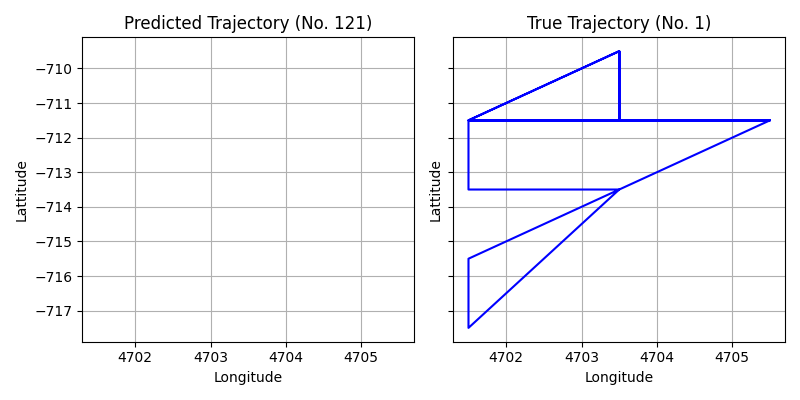 Predicted Trajectory (No. 121)
True Trajectory (No. 1)
−710
−711
−712
−713
−714
−715
−716
−717
Lattitude
Lattitude
4702 4703 4704 4705
4702 4703 4704 4705
Longitude
Longitude